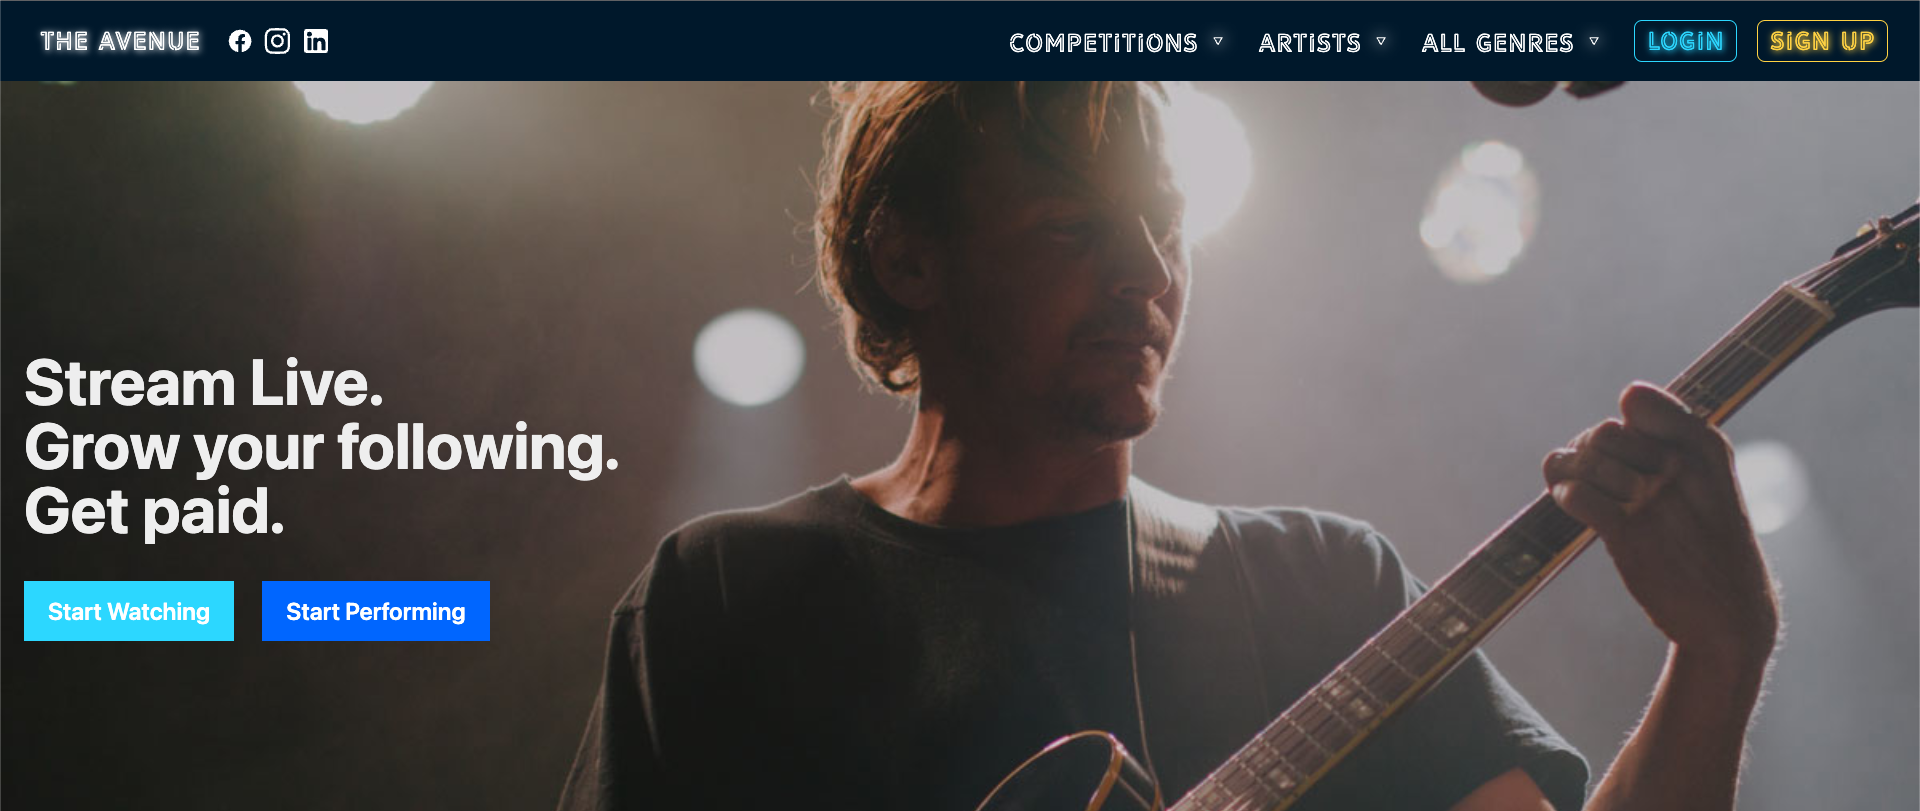 THE AVENUE
COMPETITIONS
ARTISTS
ALL GENRES
LOGIN
SIGN UP
Stream Live.
Grow your following.
Get paid.
Start Watching
Start Performing